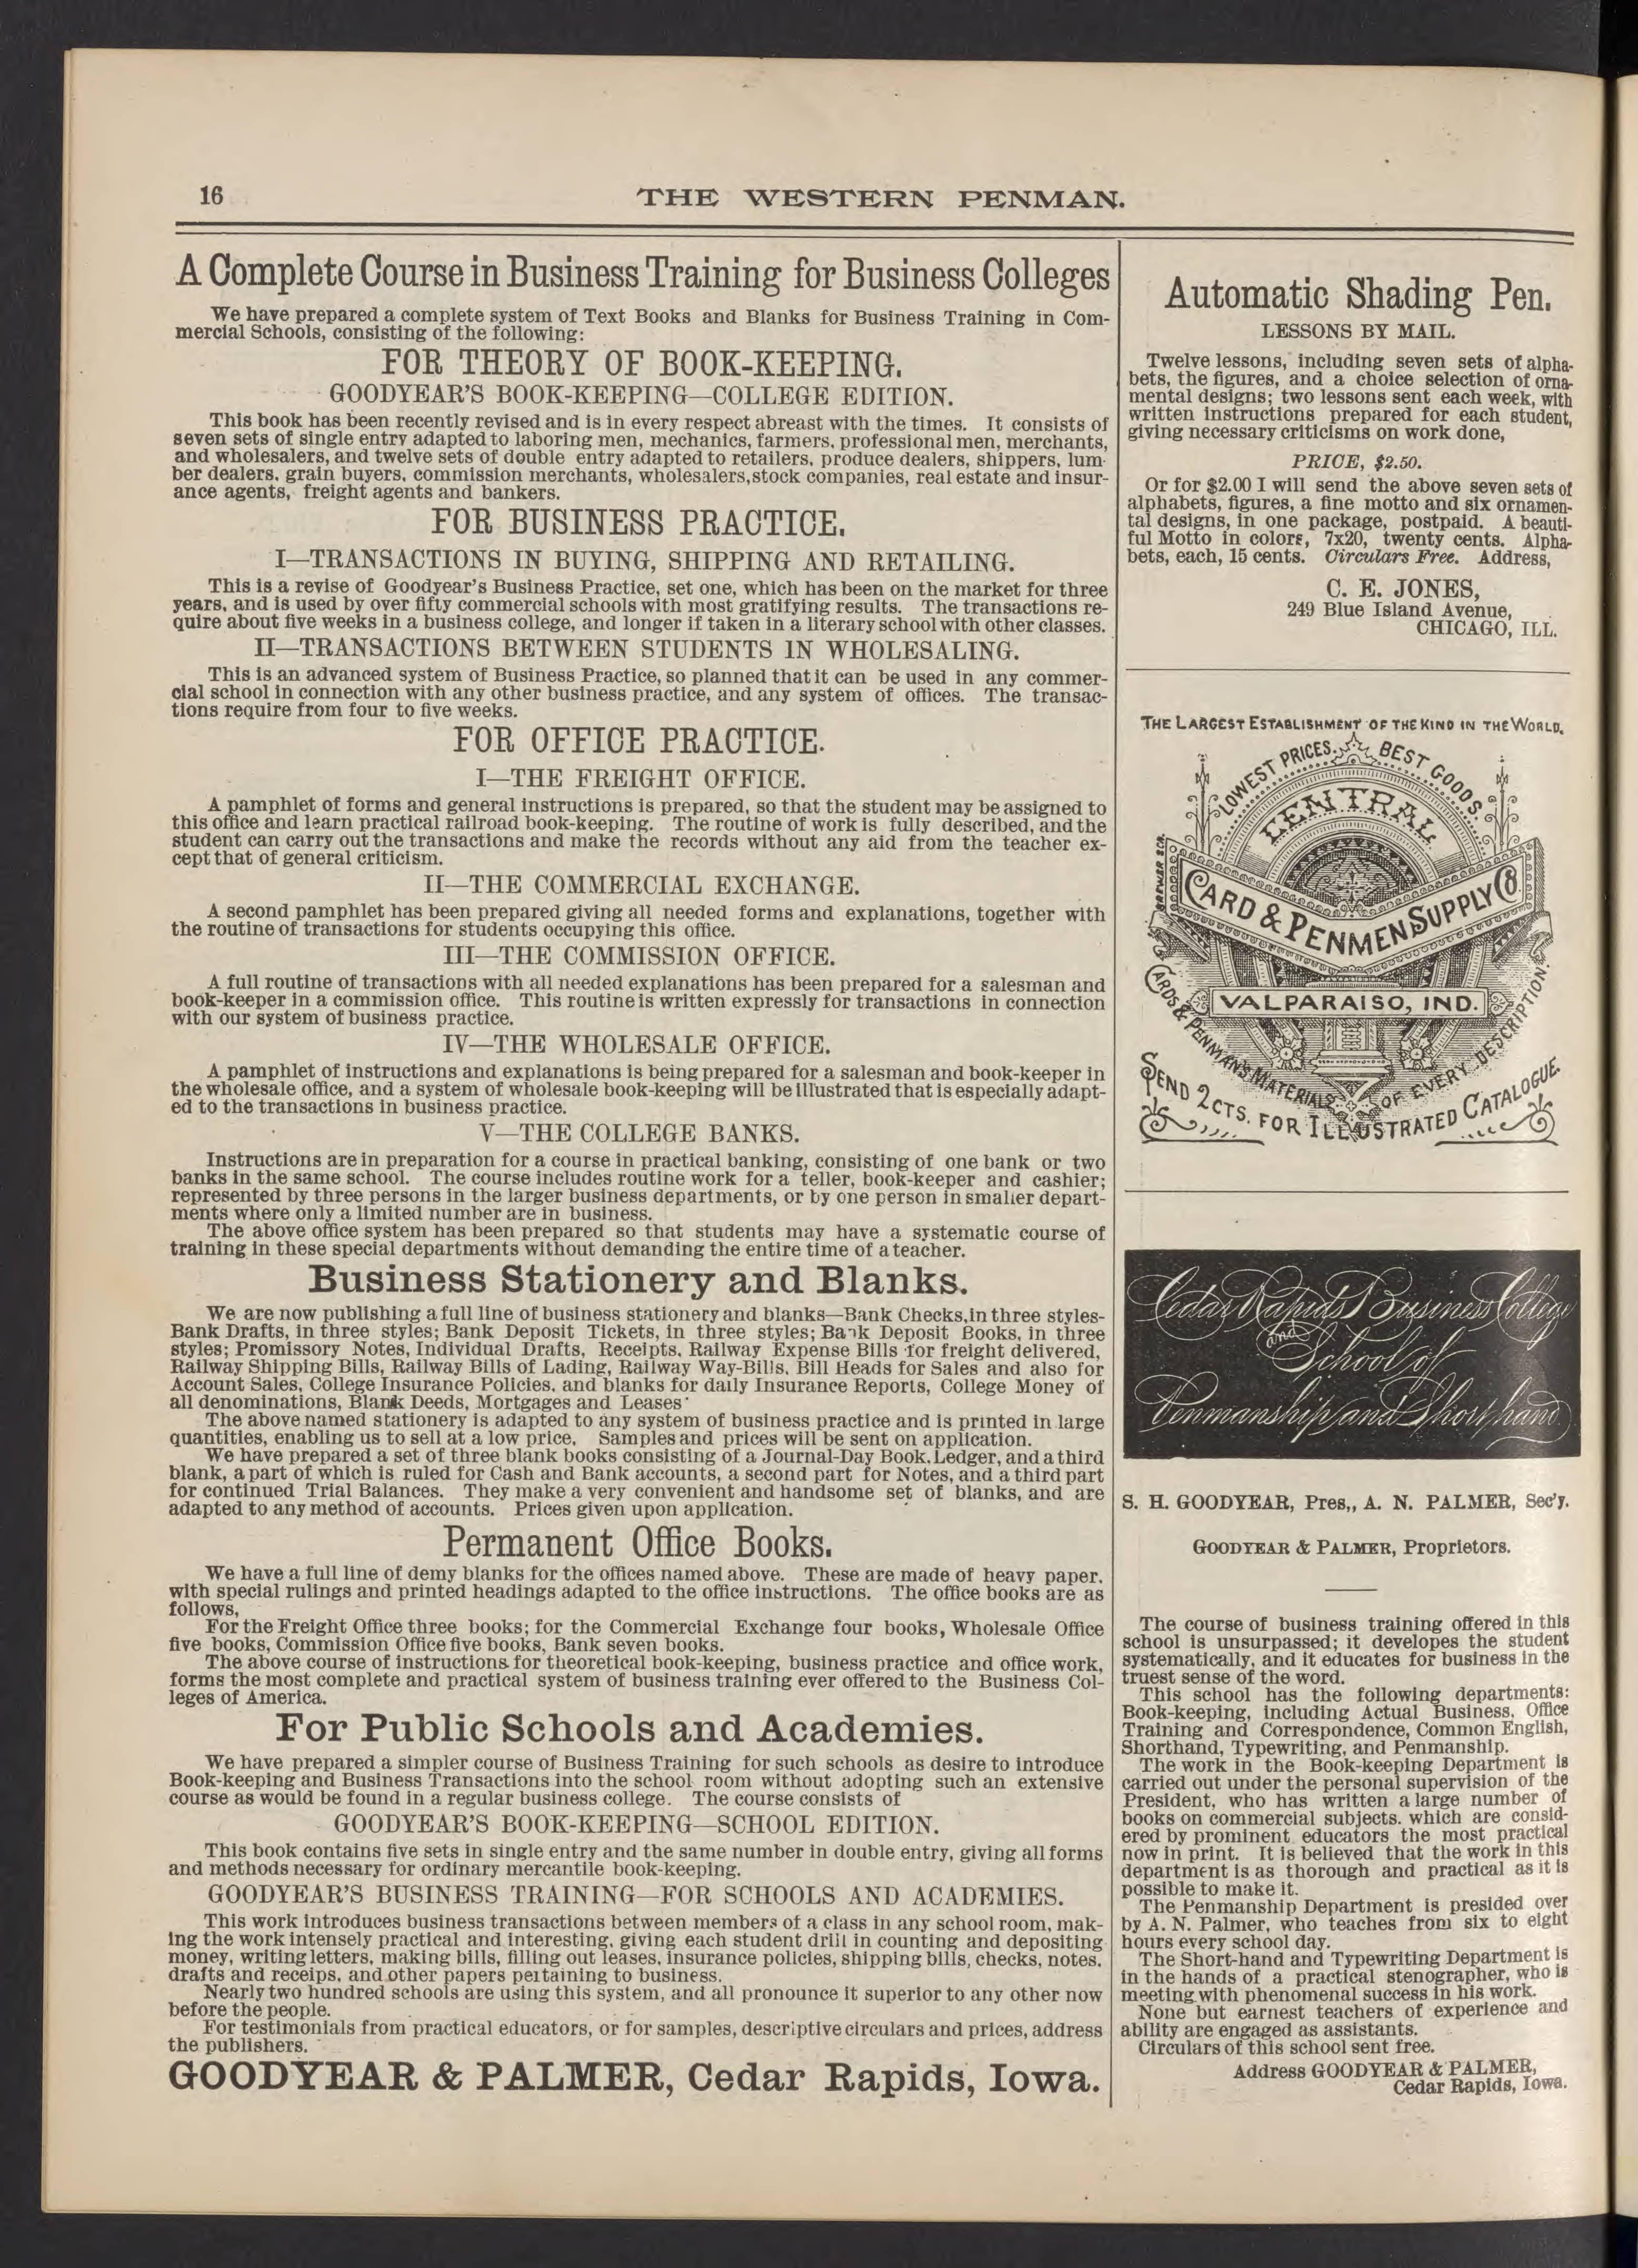 16
THE WESTERN PENMAN.
A Complete Course in Business Training for Business Colleges
We have prepared a complete system of Text Books and Blanks for Business Training in Com-
mercial Schools, consisting of the following:
FOR THEORY OF BOOK-KEEPING.
GOODYEAR'S BOOK-KEEPING—COLLEGE EDITION.
This book has been recently revised and is in every respect abreast with the times. It consists of
seven sets of single entry adapted to laboring men, mechanics, farmers, professional men, merchants,
and wholesalers, and twelve sets of double entry adapted to retailers, produce dealers, shippers, lum-
ber dealers, grain buyers, commission merchants, wholesalers, stock companies, real estate and insur-
ance agents, freight agents and bankers.
FOR BUSINESS PRACTICE.
I—TRANSACTIONS IN BUYING, SHIPPING AND RETAILING.
This is a revise of Goodyear's Business Practice, set one, which has been on the market for three
years, and is used by over fifty commercial schools with most gratifying results. The transactions re-
quire about five weeks in a business college, and longer if taken in a literary school with other classes.
II—TRANSACTIONS BETWEEN STUDENTS IN WHOLESALING.
This is an advanced system of Business Practice, so planned that it can be used in any commer-
cial school in connection with any other business practice, and any system of offices. The transac-
tions require from four to five weeks.
FOR OFFICE PRACTICE.
I—THE FREIGHT OFFICE.
A pamphlet of forms and general instructions is prepared, so that the student may be assigned to
this office and learn practical railroad book-keeping. The routine of work is fully described, and the
student can carry out the transactions and make the records without any aid from the teacher ex-
cept that of general criticism.
II—THE COMMERCIAL EXCHANGE.
A second pamphlet has been prepared giving all needed forms and explanations, together with
the routine of transactions for students occupying this office.
III—THE COMMISSION OFFICE.
A full routine of transactions with all needed explanations has been prepared for a salesman and
book-keeper in a commission office. This routine is written expressly for transactions in connection
with our system of business practice.
IV—THE WHOLESALE OFFICE.
A pamphlet of instructions and explanations is being prepared for a salesman and book-keeper in
the wholesale office, and a system of wholesale book-keeping will be illustrated that is especially adapt-
ed to the transactions in business practice.
V—THE COLLEGE BANKS.
Instructions are in preparation for a course in practical banking, consisting of one bank or two
banks in the same school. The course includes routine work for a teller, book-keeper and cashier;
represented by three persons in the larger business departments, or by one person in smaller depart-
ments where only a limited number are in business.
The above office system has been prepared so that students may have a systematic course of
training in these special departments without demanding the entire time of a teacher.
Business Stationery and Blanks.
We are now publishing a full line of business stationery and blanks—Bank Checks, in three styles-
Bank Drafts, in three styles; Bank Deposit Tickets, in three styles; Bank Deposit Books, in three
styles; Promissory Notes, Individual Drafts, Receipts, Railway Expense Bills for freight delivered,
Railway Shipping Bills, Railway Bills of Lading, Railway Way-Bills, Bill Heads for Sales and also for
Account Sales, College Insurance Policies, and blanks for daily Insurance Reports, College Money of
all denominations, Blank Deeds, Mortgages and Leases
The above named stationery is adapted to any system of business practice and is printed in large
quantities, enabling us to sell at a low price. Samples and prices will be sent on application.
We have prepared a set of three blank books consisting of a Journal-Day Book, Ledger, and a third
blank, a part of which is ruled for Cash and Bank accounts, a second part for Notes, and a third part
for continued Trial Balances. They make a very convenient and handsome set of blanks, and are
adapted to any method of accounts. Prices given upon application.
Permanent Office Books.
We have a full line of demy blanks for the offices named above. These are made of heavy paper,
with special rulings and printed headings adapted to the office instructions. The office books are as
follows,
For the Freight Office three books; for the Commercial Exchange four books, Wholesale Office
five books, Commission Office five books, Bank seven books.
The above course of instructions for theoretical book-keeping, business practice and office work,
forms the most complete and practical system of business training ever offered to the Business Col-
leges of America.
For Public Schools and Academies.
We have prepared a simpler course of Business Training for such schools as desire to introduce
Book-keeping and Business Transactions into the school room without adopting such an extensive
course as would be found in a regular business college. The course consists of
GOODYEAR'S BOOK-KEEPING—SCHOOL EDITION.
This book contains five sets in single entry and the same number in double entry, giving all forms
and methods necessary for ordinary mercantile book-keeping.
GOODYEAR'S BUSINESS TRAINING—FOR SCHOOLS AND ACADEMIES.
This work introduces business transactions between members of a class in any school room, mak-
ing the work intensely practical and interesting, giving each student drill in counting and depositing
money, writing letters, making bills, filling out leases, insurance policies, shipping bills, checks, notes,
drafts and receips, and other papers pertaining to business.
Nearly two hundred schools are using this system, and all pronounce it superior to any other now
before the people.
For testimonials from practical educators, or for samples, descriptive circulars and prices, address
the publishers.
GOODYEAR & PALMER, Cedar Rapids, Iowa.
Automatic Shading Pen.
LESSONS BY MAIL.
Twelve lessons, including seven sets of alpha-
bets, the figures, and a choice selection of orna-
mental designs; two lessons sent each week, with
written instructions prepared for each student,
giving necessary criticisms on work done,
PRICE, $2.50.
Or for $2.00 I will send the above seven sets of
alphabets, figures, a fine motto and six ornamen-
tal designs, in one package, postpaid. A beauti-
ful Motto in colors, 7x20, twenty cents. Alpha-
bets, each, 15 cents. Circulars Free. Address,
C. E. JONES,
249 Blue Island Avenue,
CHICAGO, ILL.
THE LARGEST ESTABLISHMENT OF THE KIND IN THE WORLD.
LOWEST PRICES. BEST GOODS.
CENTRAL
CARD & PENMEN SUPPLY CO.
VALPARAISO, IND.
CARDS & PENMAN'S MATERIALS OF EVERY DESCRIPTION.
SEND 2 CTS. FOR ILLUSTRATED CATALOGUE.
Cedar Rapids Business College
and
School of
Penmanship and Shorthand
S. H. GOODYEAR, Pres,, A. N. PALMER, Sec'y.
GOODYEAR & PALMER, Proprietors.
The course of business training offered in this
school is unsurpassed; it developes the student
systematically, and it educates for business in the
truest sense of the word.
This school has the following departments:
Book-keeping, including Actual Business, Office
Training and Correspondence, Common English,
Shorthand, Typewriting, and Penmanship.
The work in the Book-keeping Department is
carried out under the personal supervision of the
President, who has written a large number of
books on commercial subjects. which are consid-
ered by prominent educators the most practical
now in print. It is believed that the work in this
department is as thorough and practical as it is
possible to make it.
The Penmanship Department is presided over
by A. N. Palmer, who teaches from six to eight
hours every school day.
The Short-hand and Typewriting Department is
in the hands of a practical stenographer, who is
meeting with phenomenal success in his work.
None but earnest teachers of experience and
ability are engaged as assistants.
Circulars of this school sent free.
Address GOODYEAR & PALMER,
Cedar Rapids, Iowa.